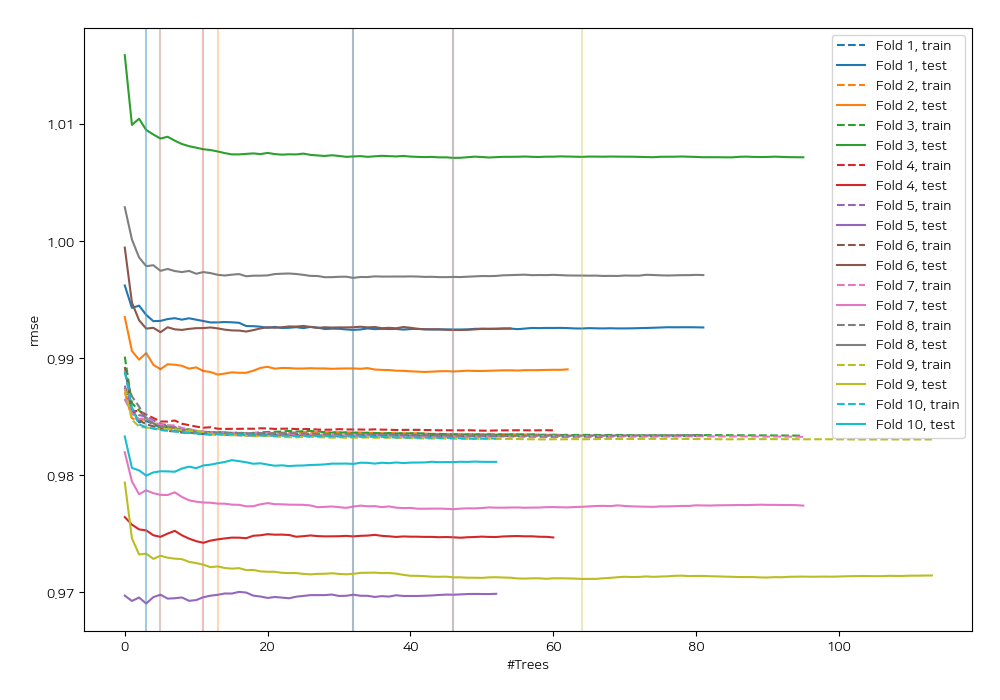 1,01
1,00
0,99
0,98
0,97
rmse
0
20
40
60
80
100
#Trees
Fold 1, train
Fold 1, test
Fold 2, train
Fold 2, test
Fold 3, train
Fold 3, test
Fold 4, train
Fold 4, test
Fold 5, train
Fold 5, test
Fold 6, train
Fold 6, test
Fold 7, train
Fold 7, test
Fold 8, train
Fold 8, test
Fold 9, train
Fold 9, test
Fold 10, train
Fold 10, test